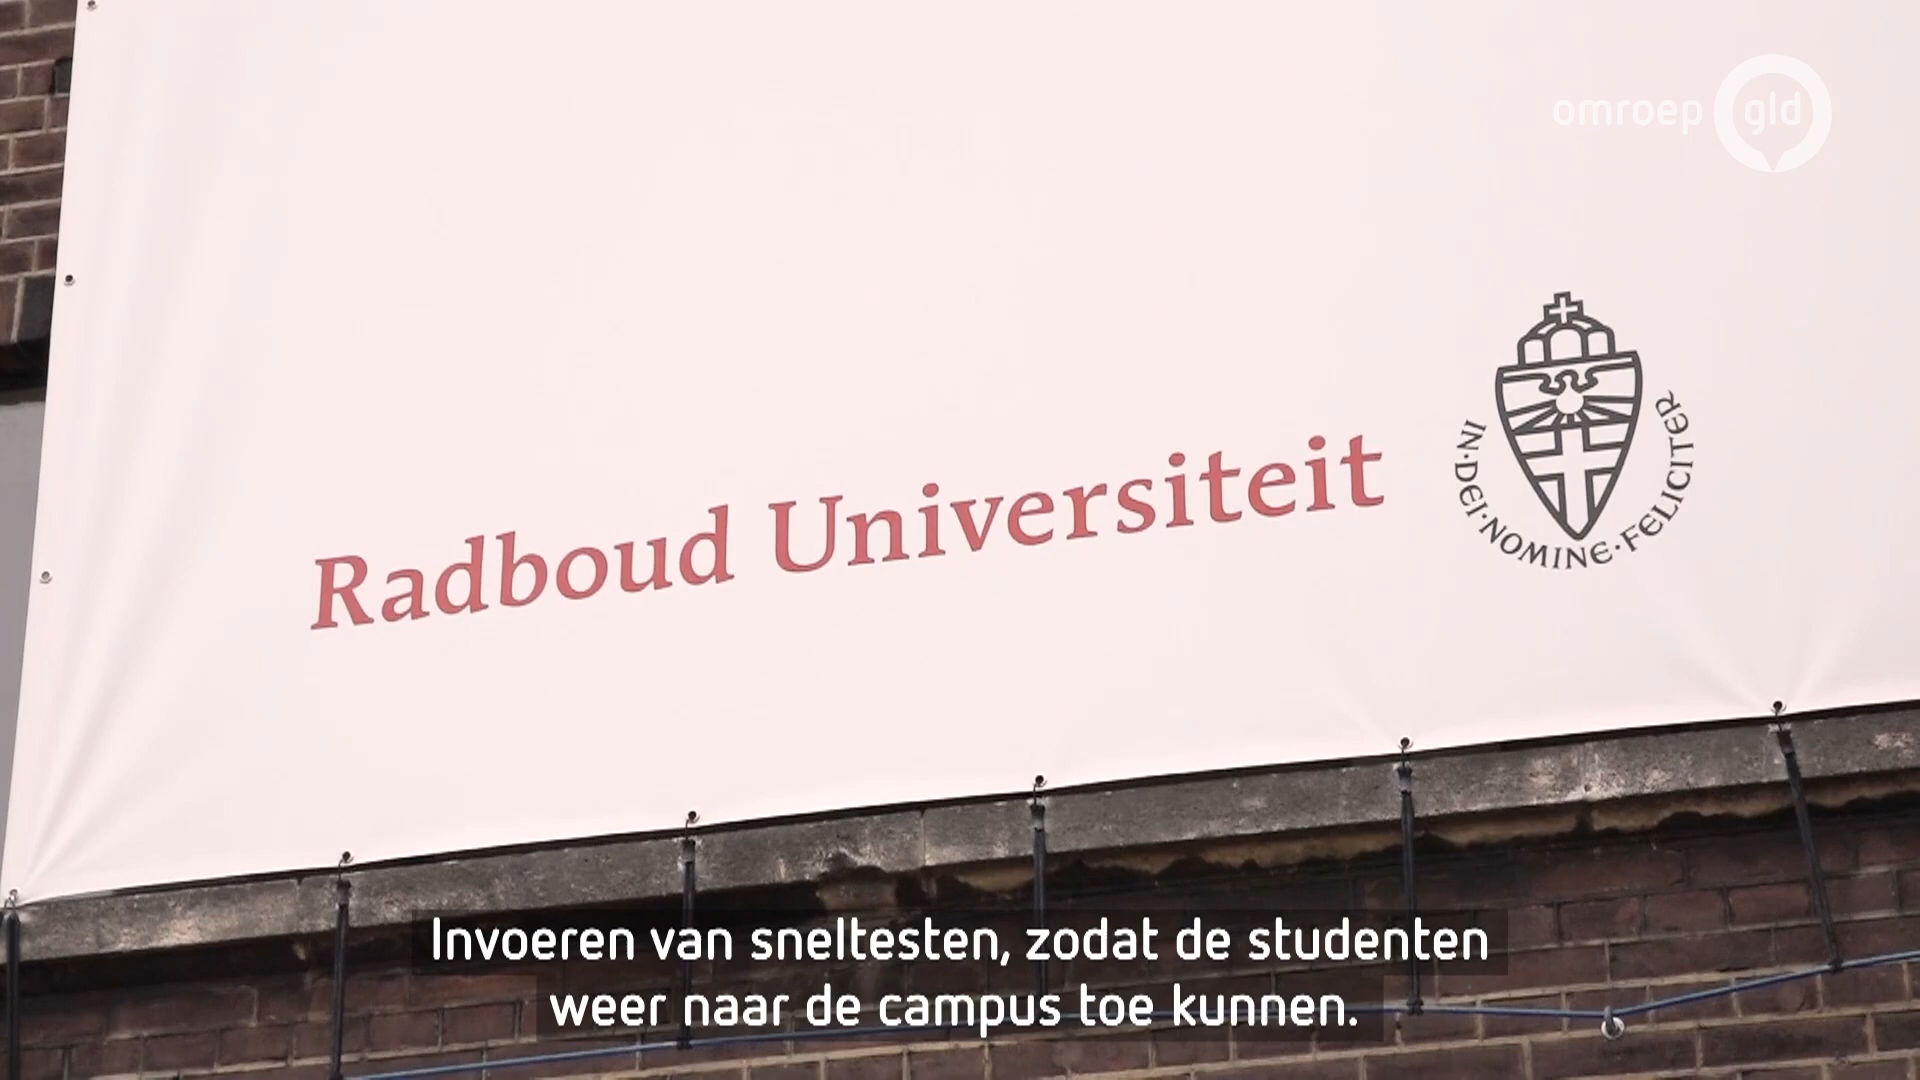 omroep gld
Radboud Universiteit
IN·DEI·NOMINE·FELICITER
Invoeren van sneltesten, zodat de studenten
weer naar de campus toe kunnen.